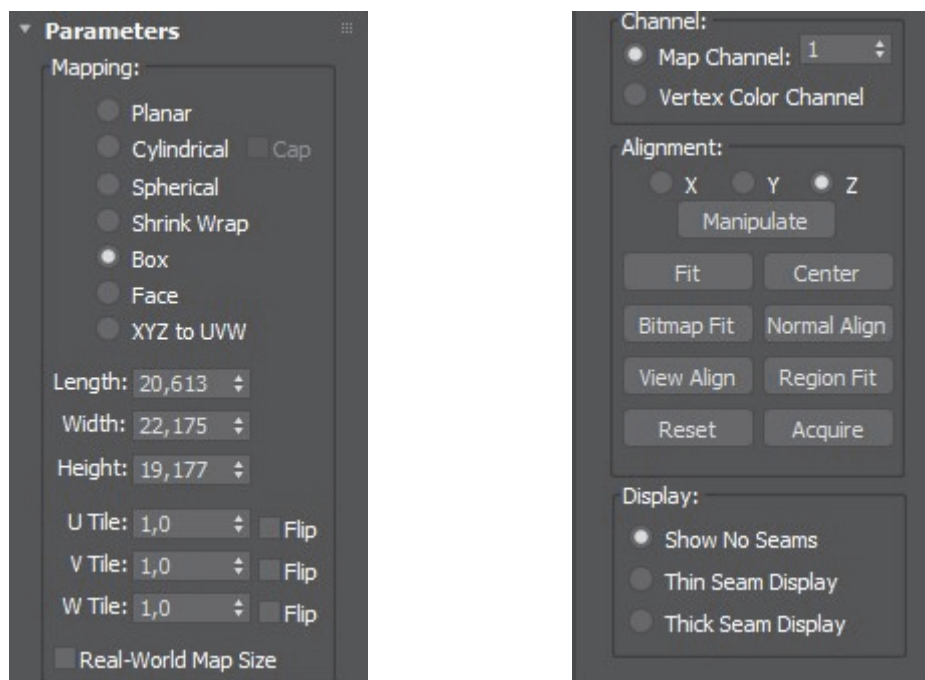 Parameters
Mapping:
Planar
Cylindrical Cap
Spherical
Shrink Wrap
Box
Face
XYZ to UVW
Length: 20,613
Width: 22,175
Height: 19,177
U Tile: 1,0 Flip
V Tile: 1,0 Flip
W Tile: 1,0 Flip
Real-World Map Size
Channel:
Map Channel: 1
Vertex Color Channel
Alignment:
X Y Z
Manipulate
Fit Center
Bitmap Fit Normal Align
View Align Region Fit
Reset Acquire
Display:
Show No Seams
Thin Seam Display
Thick Seam Display